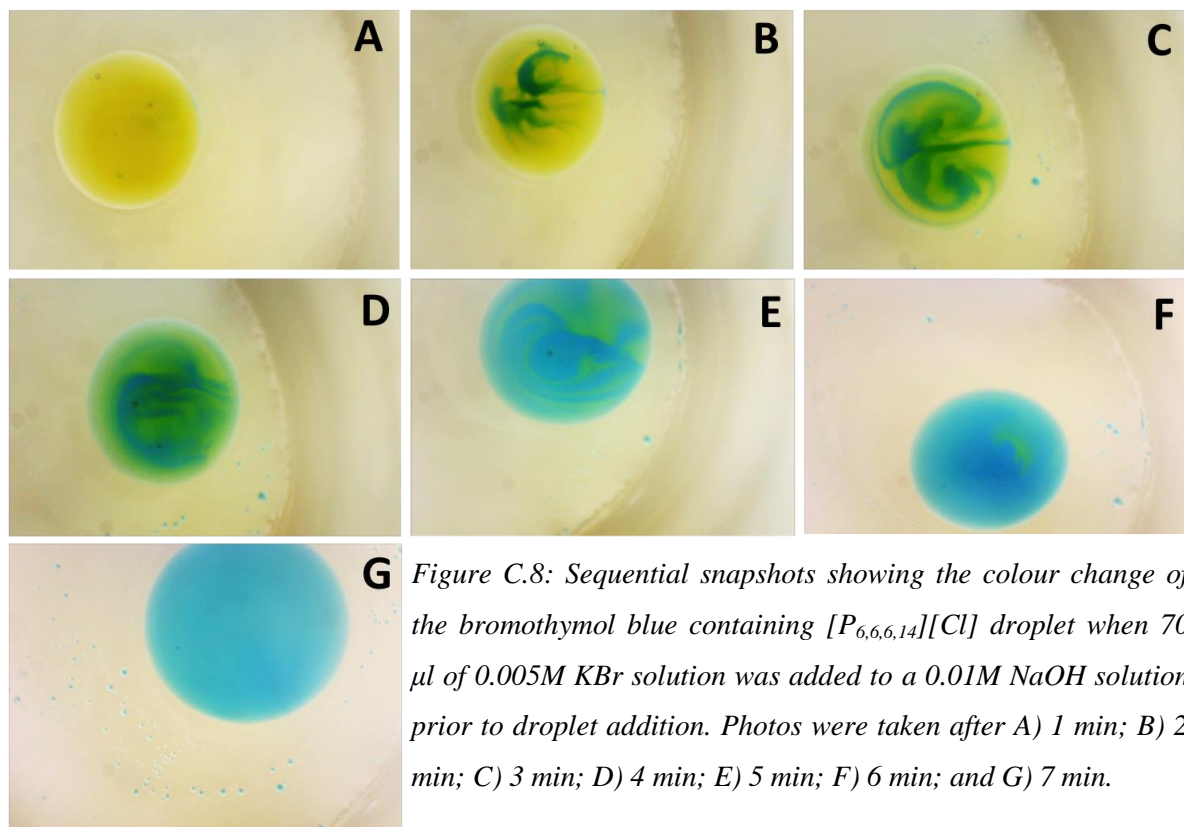 A
B
C
D
E
F
G
Figure C.8: Sequential snapshots showing the colour change of
the bromothymol blue containing [P6,6,6,14][Cl] droplet when 70
µl of 0.005M KBr solution was added to a 0.01M NaOH solution
prior to droplet addition. Photos were taken after A) 1 min; B) 2
min; C) 3 min; D) 4 min; E) 5 min; F) 6 min; and G) 7 min.